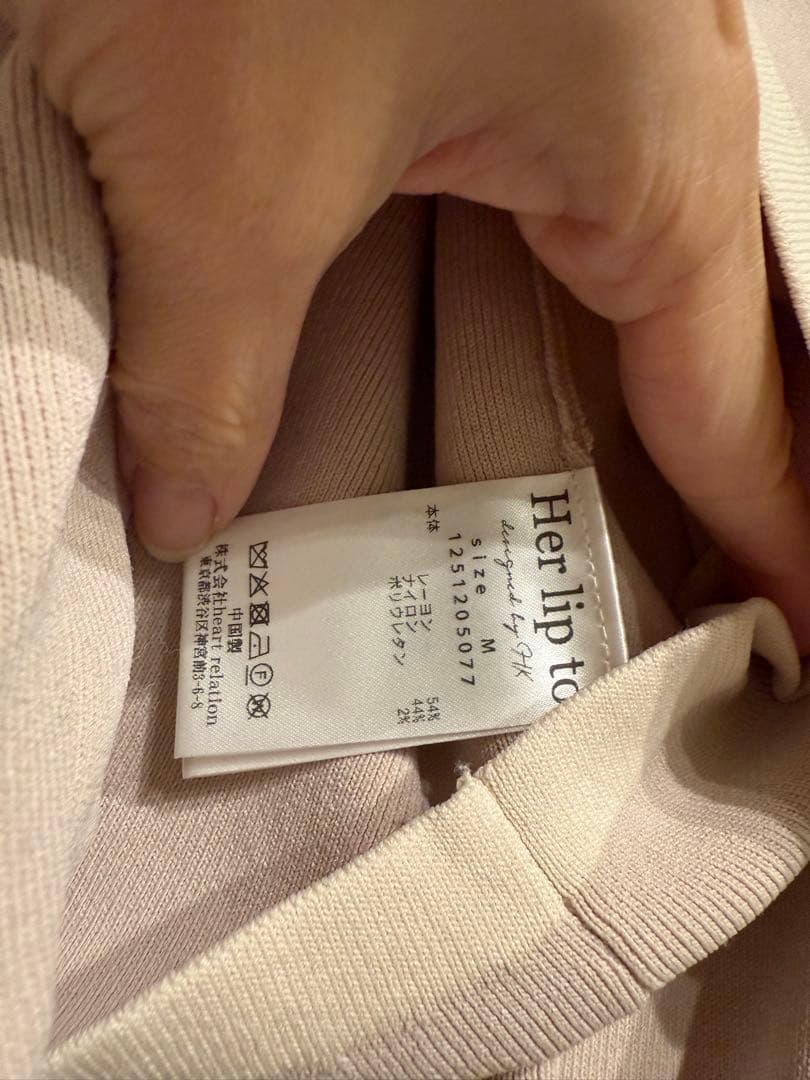 Her lip to
designed by HK
size M
1251205077
本体
レーヨン 54%
ナイロン 44%
ポリウレタン 2%
中国製
株式会社heart relation
東京都渋谷区神宮前3-6-8